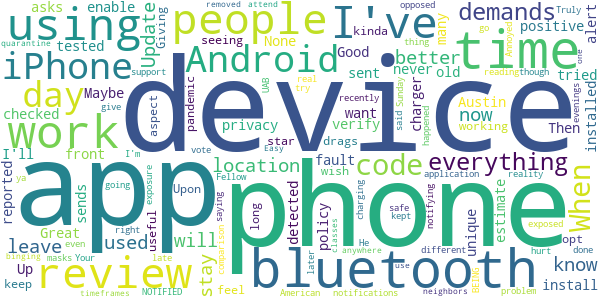 removed attend
opposed
Truly
quarantine
asks enable
tested
Giving
Update
using people I've demands
kinda
many
positive
alert
seeing None
iPhone Android better
Good
never old
tried
go
one
Annoyed
thing
installed
though
reading
support
UAB
real
try
pandemic
sent
charger
time
day Maybe
give
checked
aspect
privacy
verify
want
recently
happened
said
Sunday
Austin
working
now
Then
evenings
device
star
drags
fault
wish
work code everything
I'll
I'm
front
vote
Easy
location
application
reality
reported
ya
going
exposure
Upon
Fellow
long
detected
policy
charging
safe
kept
notifying
unique
estimate
When
exposed
opt
sends
Great
right
useful
saying
anywhere
He
different
app phone
leave used will
later
classes
use
BEING
hurt
done
know
Up
even
masks Your
late
stay
comparison
bluetooth
neighbors
install
keep
binging
review feel
timeframes
NOTIFIED
American
notifications
problem